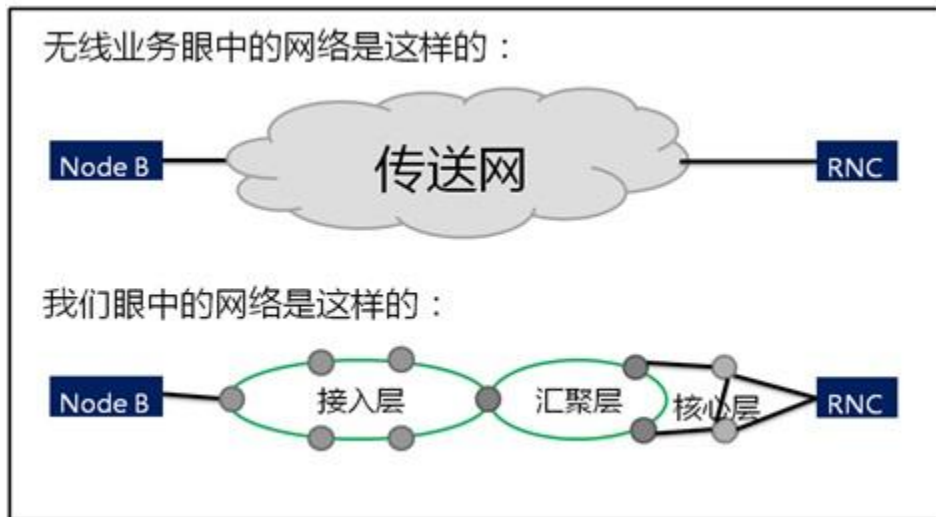 无线业务眼中的网络是这样的：
Node B
传送网
RNC
我们眼中的网络是这样的：
Node B
接入层
汇聚层
核心层
RNC